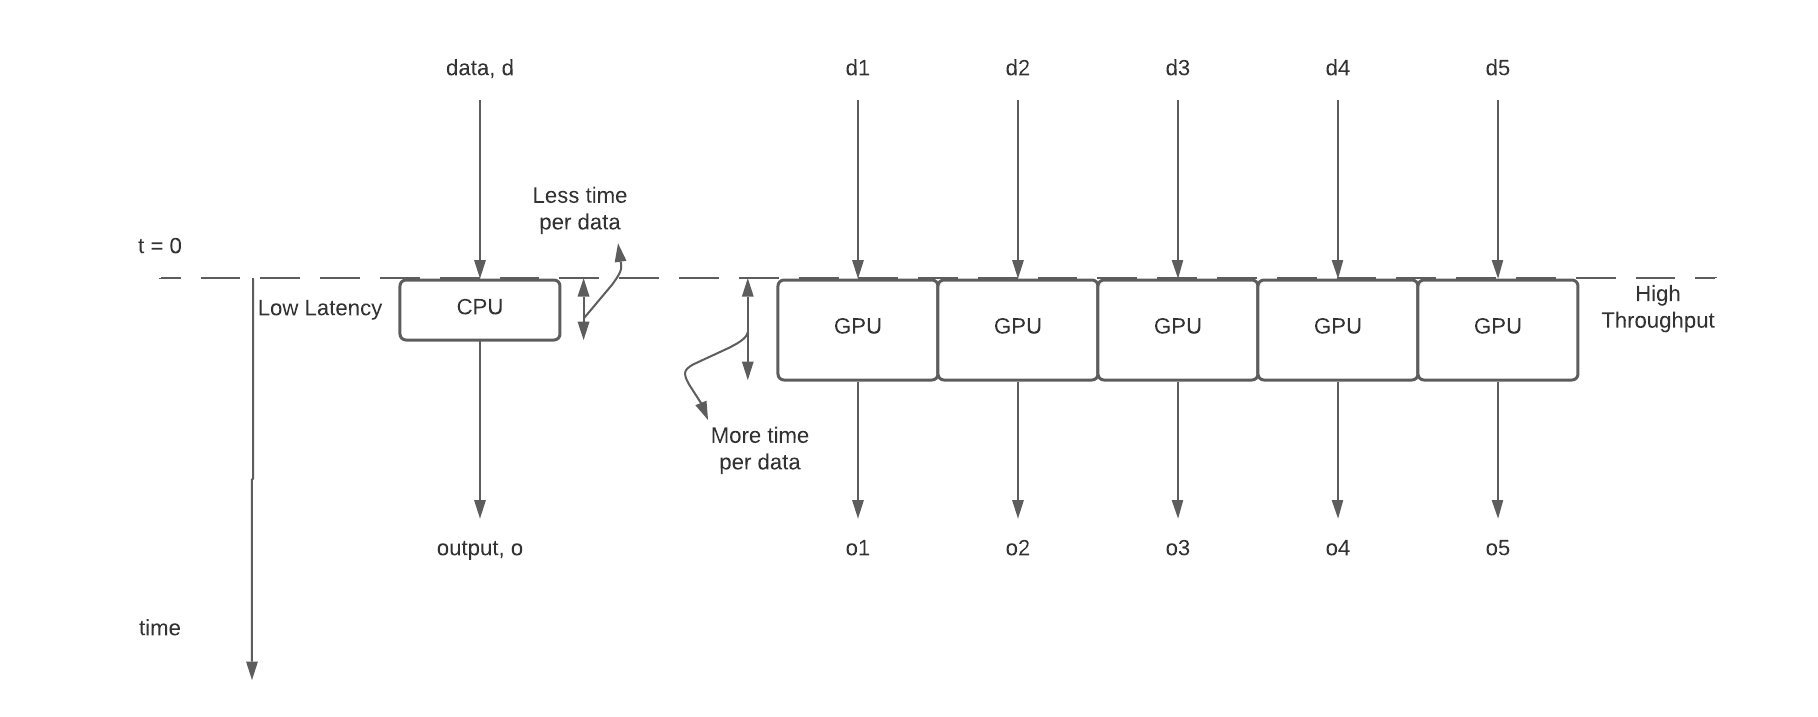 data, d
d1
d2
d3
d4
d5
Less time
per data
t = 0
Low Latency
CPU
GPU
GPU
GPU
GPU
GPU
High
Throughput
More time
per data
output, o
o1
o2
o3
o4
o5
time